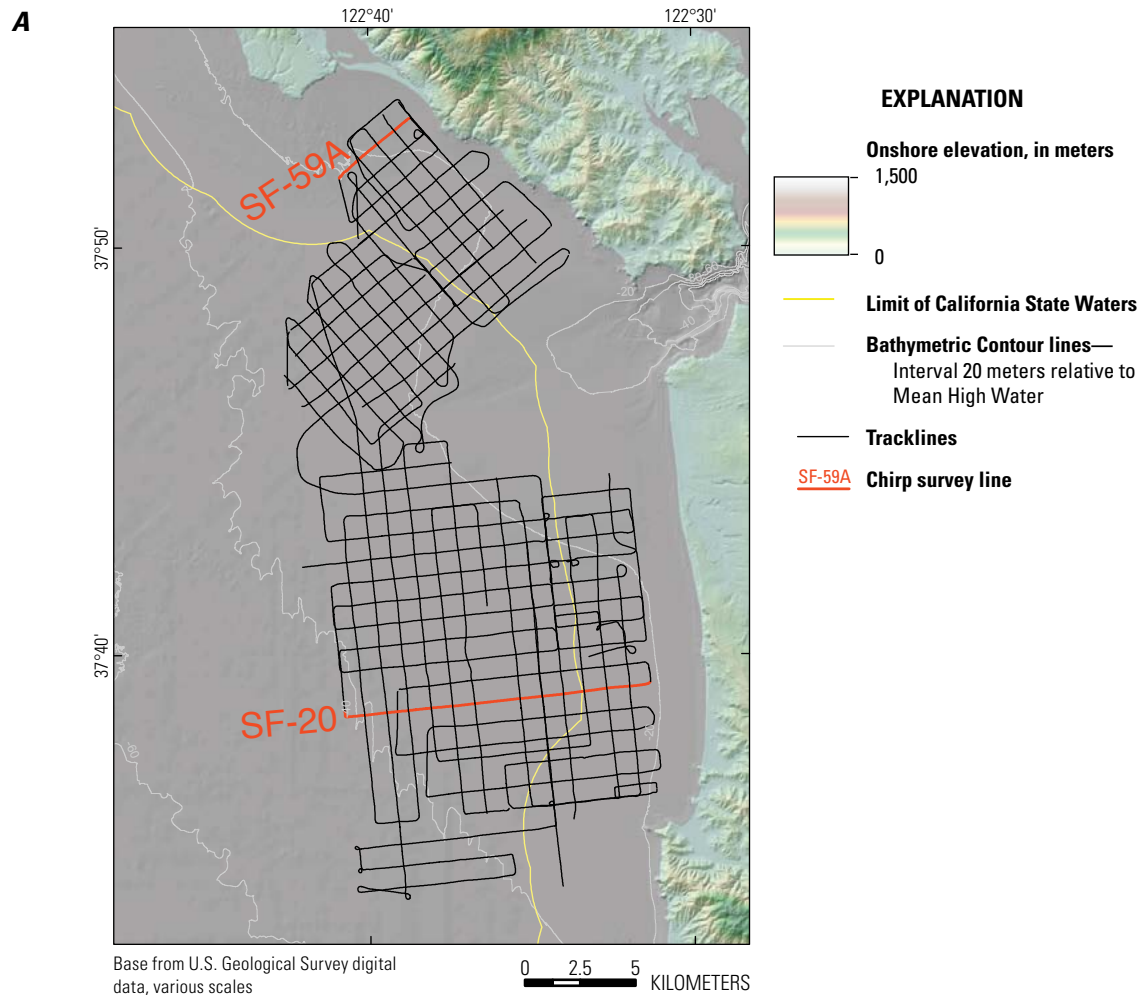 A
122°40'
122°30'
37°50'
37°40'
SF-59A
SF-20
-20
-40
-40
-20
-60
EXPLANATION
Onshore elevation, in meters
1,500
0
Limit of California State Waters
Bathymetric Contour lines—
Interval 20 meters relative to
Mean High Water
Tracklines
SF-59A Chirp survey line
Base from U.S. Geological Survey digital
data, various scales
0 2.5 5 KILOMETERS